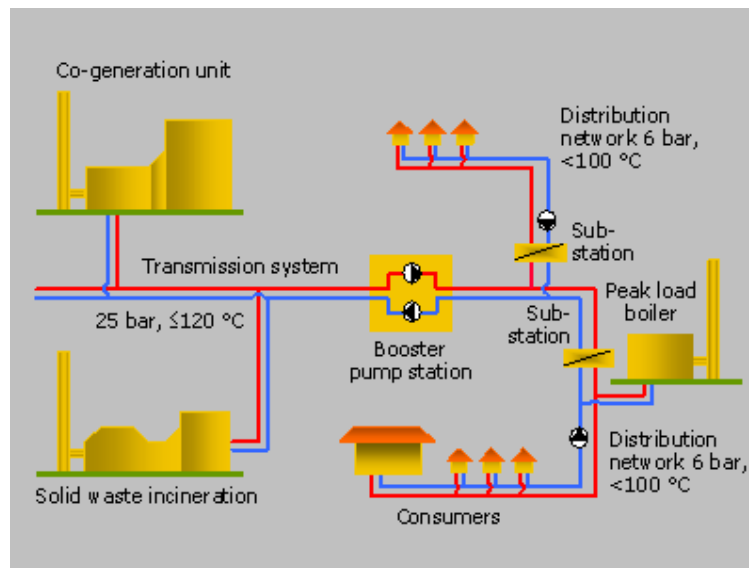 Co-generation unit
Distribution
network 6 bar,
<100 °C
Sub-
station
Transmission system
Peak load
boiler
25 bar, ≤120 °C
Sub-
station
Booster
pump station
Distribution
network 6 bar,
<100 °C
Solid waste incineration
Consumers